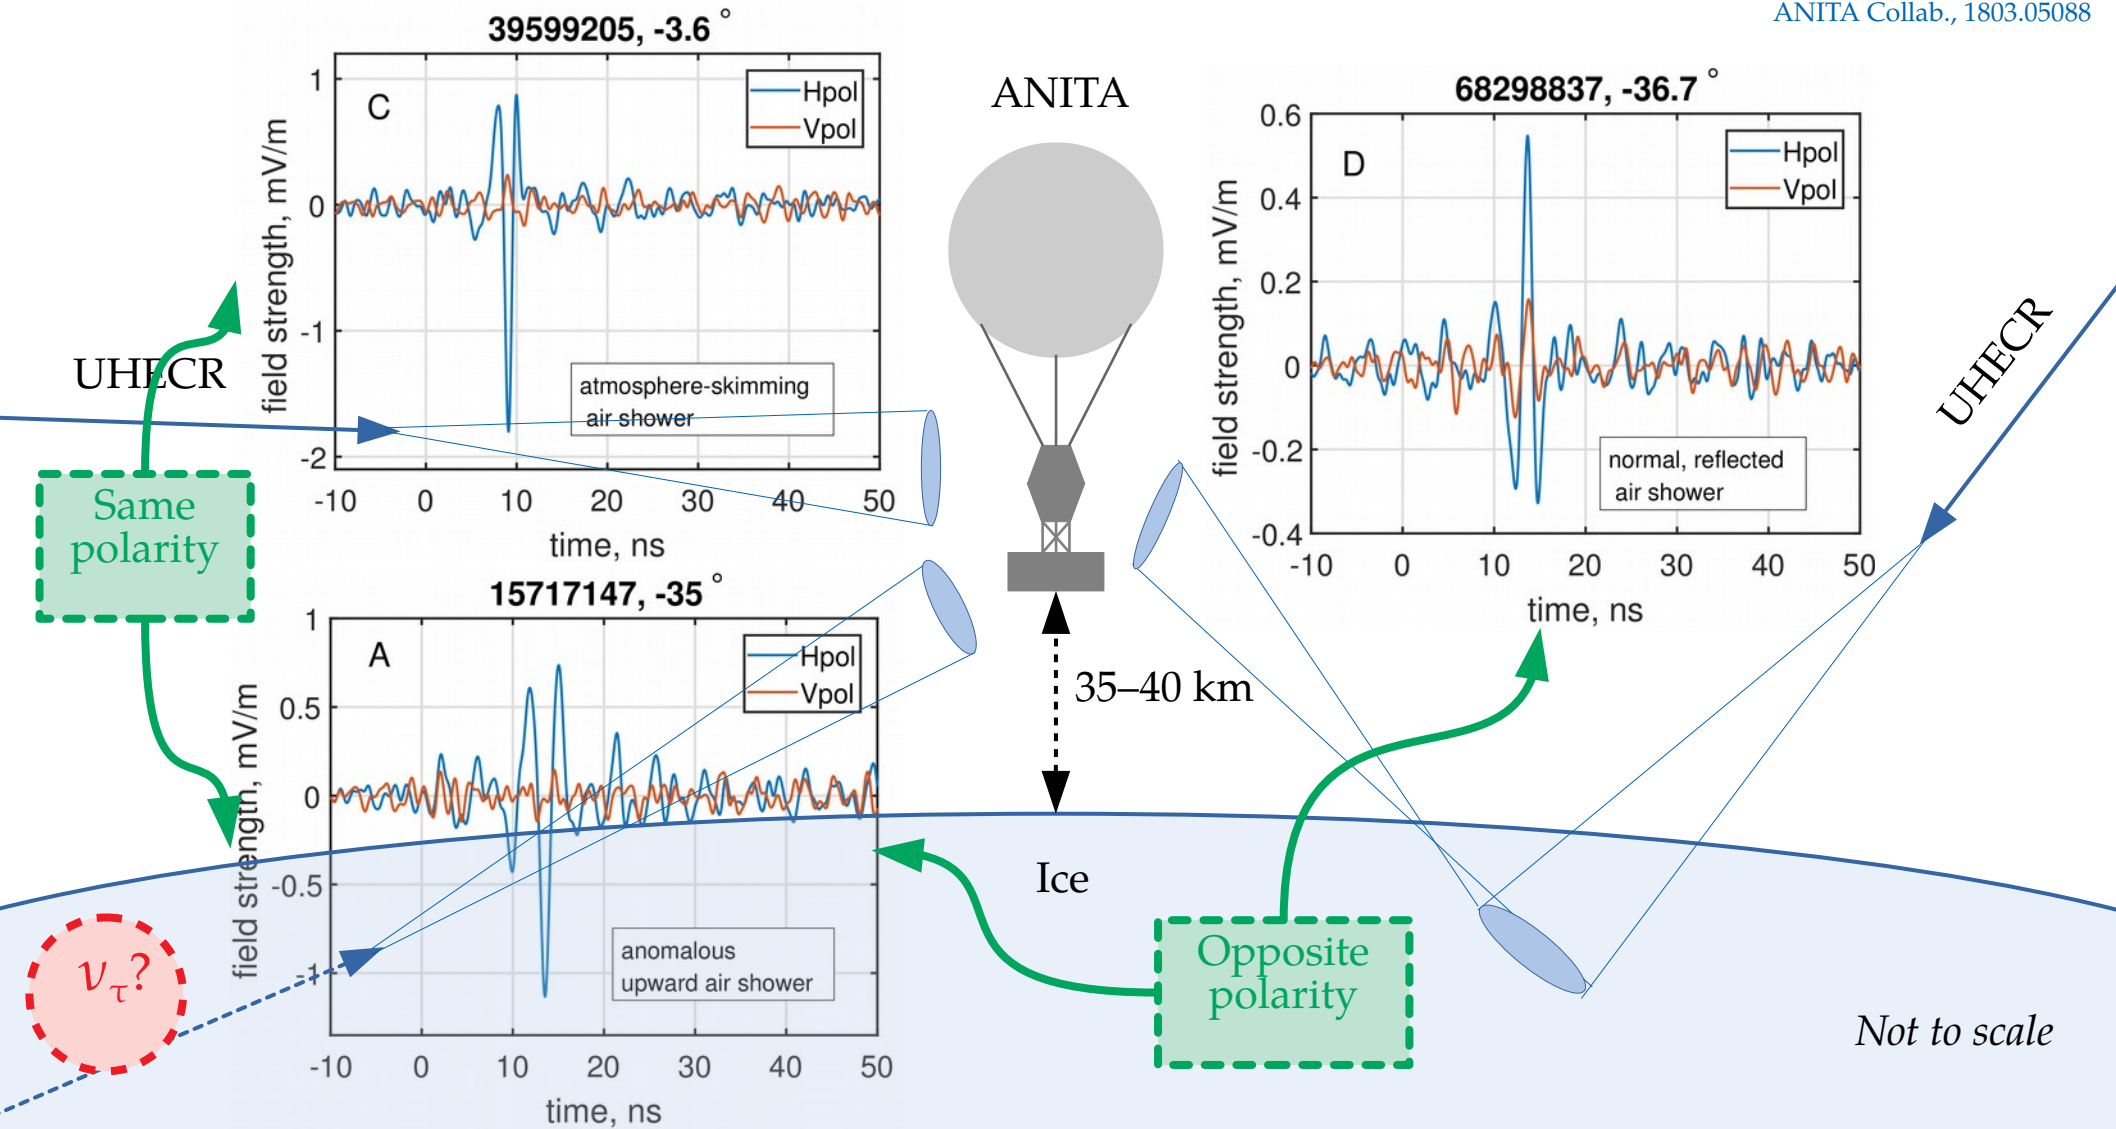 ANITA Collab., 1803.05088
39599205, -3.6 °
C
Hpol
Vpol
field strength, mV/m
1
0
-1
-2
atmosphere-skimming
air shower
-10 0 10 20 30 40 50
time, ns
UHECR
Same
polarity
ANITA
35–40 km
68298837, -36.7 °
D
Hpol
Vpol
field strength, mV/m
0.6
0.4
0.2
0
-0.2
-0.4
normal, reflected
air shower
-10 0 10 20 30 40 50
time, ns
UHECR
15717147, -35 °
A
Hpol
Vpol
field strength, mV/m
1
0.5
0
-0.5
-1
anomalous
upward air shower
-10 0 10 20 30 40 50
time, ns
ντ?
Ice
Opposite
polarity
Not to scale